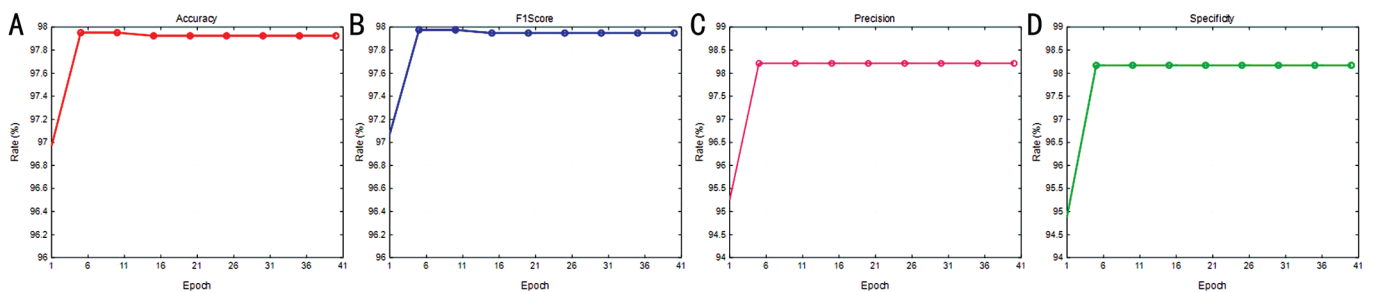 A
Accuracy
98
97.8
97.6
97.4
97.2
97
96.8
96.6
96.4
96.2
96
Rate (%)
1 6 11 16 21 26 31 36 41
Epoch
B
F1Score
98
97.8
97.6
97.4
97.2
97
96.8
96.6
96.4
96.2
96
Rate (%)
1 6 11 16 21 26 31 36 41
Epoch
C
Precision
99
98.5
98
97.5
97
96.5
96
95.5
95
94.5
94
Rate (%)
1 6 11 16 21 26 31 36 41
Epoch
D
Specificity
99
98.5
98
97.5
97
96.5
96
95.5
95
94.5
94
Rate (%)
1 6 11 16 21 26 31 36 41
Epoch